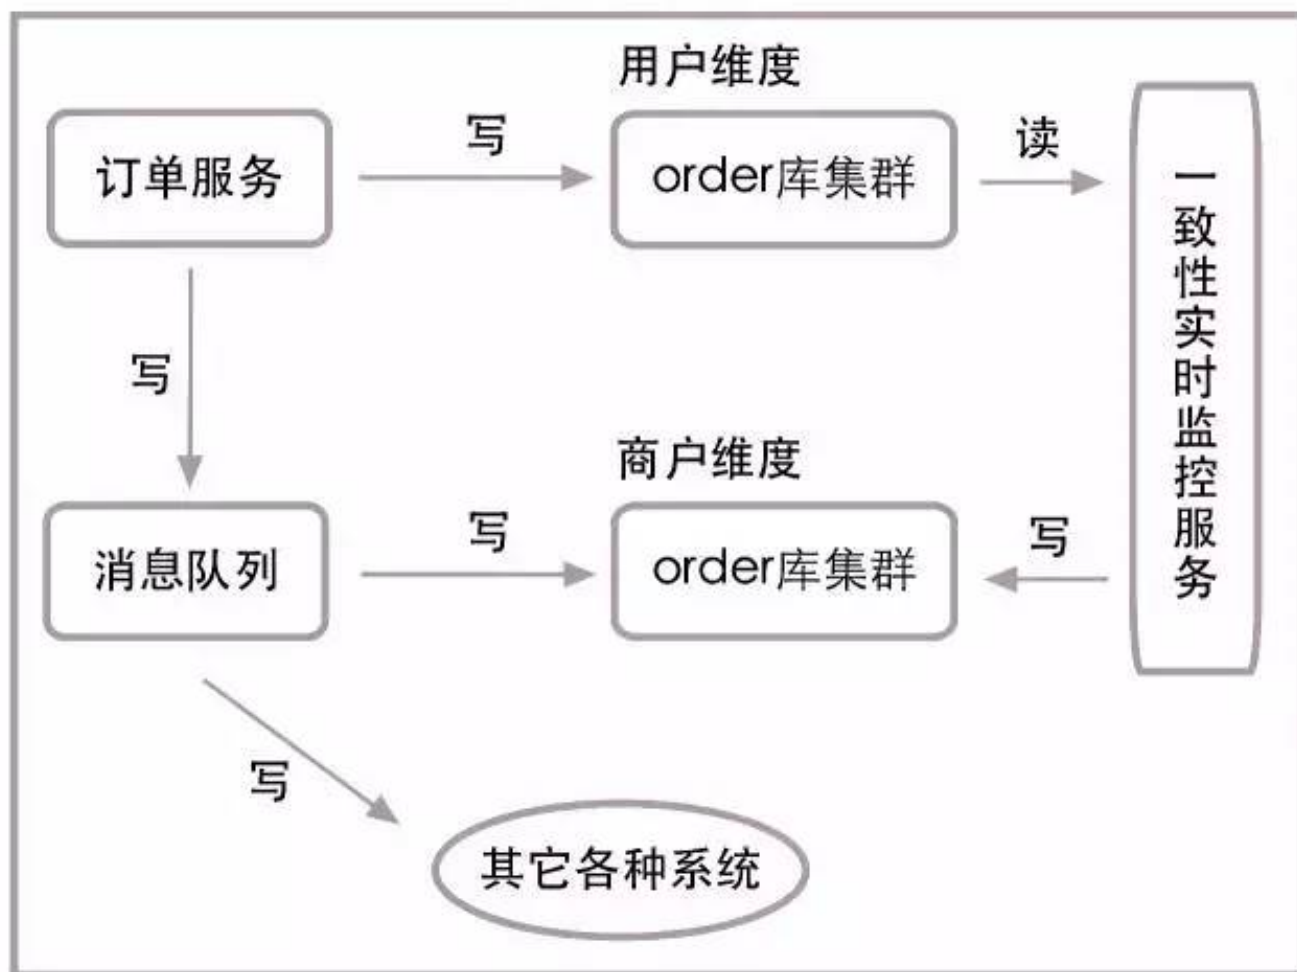 用户维度
订单服务
写
order库集群
读
一致性实时监控服务
写
商户维度
消息队列
写
order库集群
写
写
其它各种系统